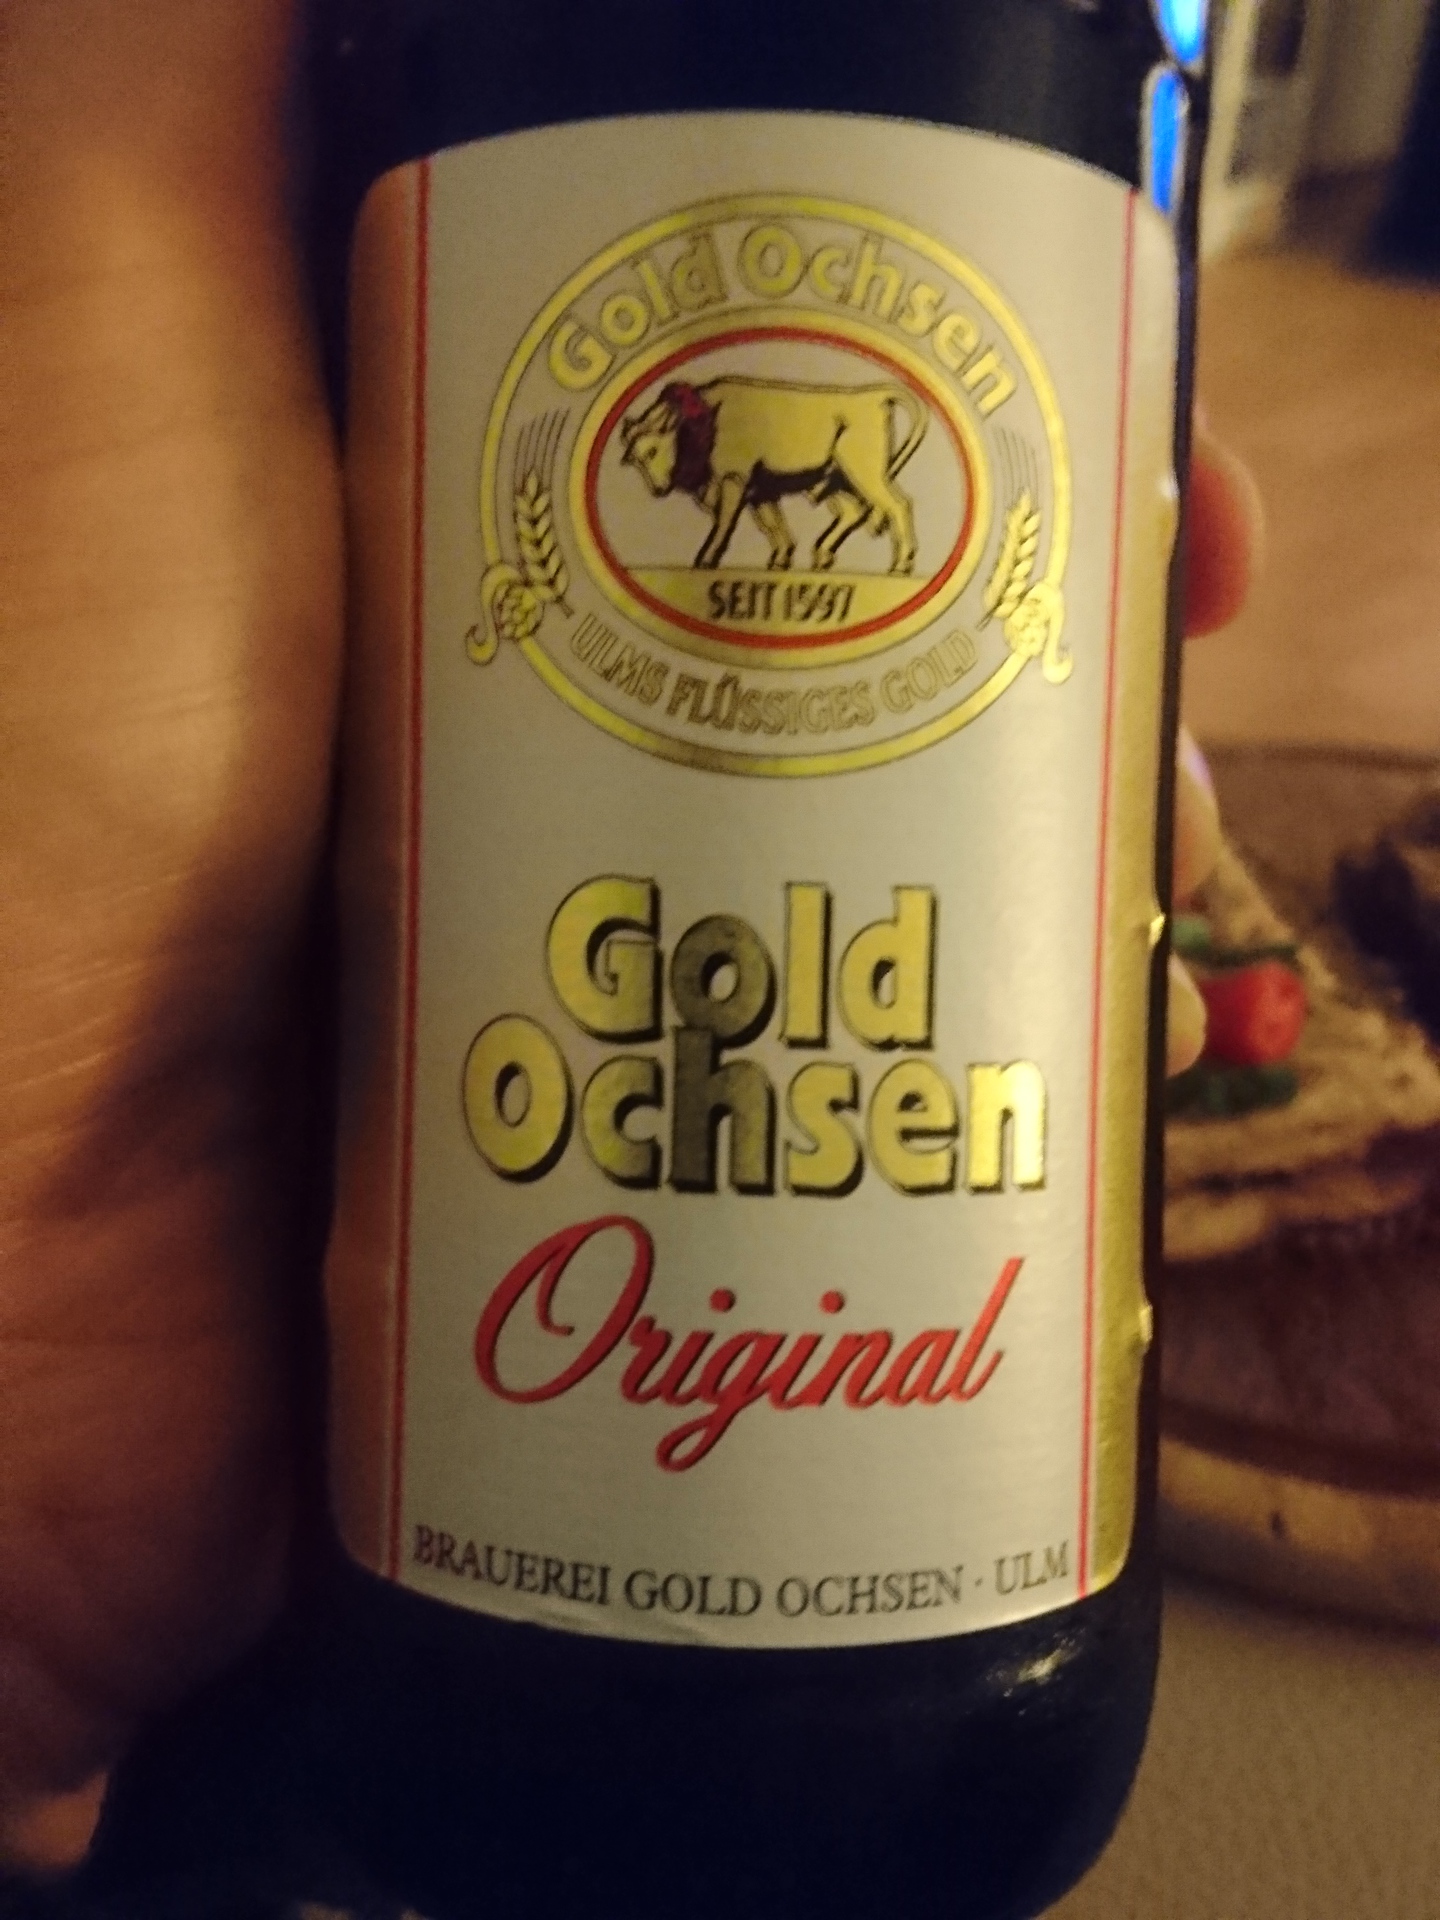 Gold Ochsen
SEIT 1597
ULMS FLÜSSIGES GOLD
Gold
Ochsen
Original
BRAUEREI GOLD OCHSEN · ULM